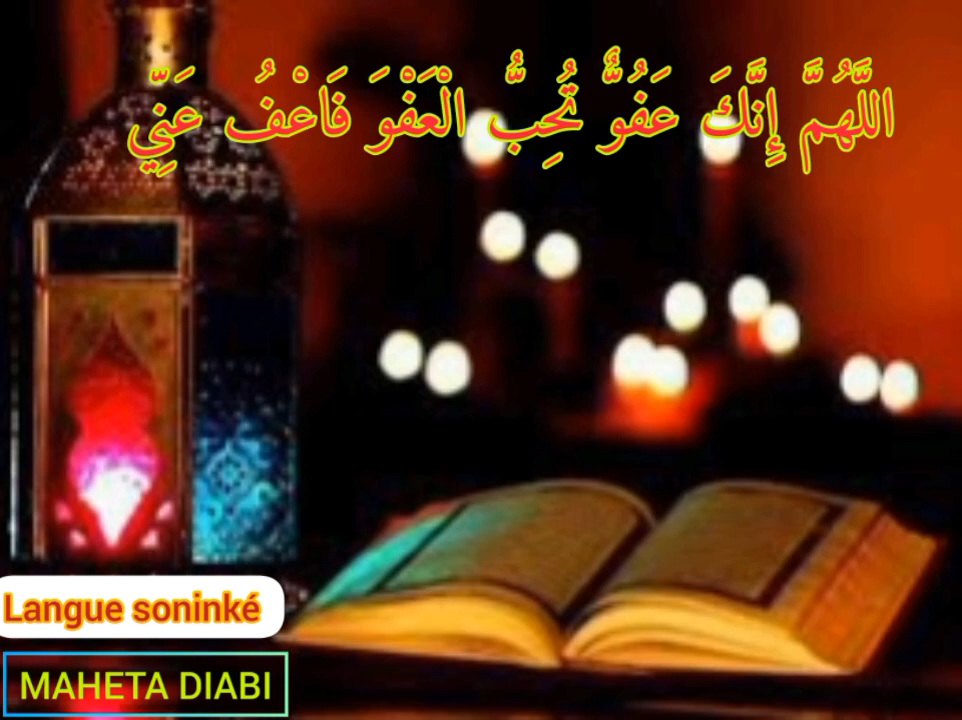 اللَّهُمَّ إِنَّكَ عَفُوٌّ تُحِبُّ الْعَفْوَ فَاعْفُ عَنِّي
Langue soninké
MAHETA DIABI